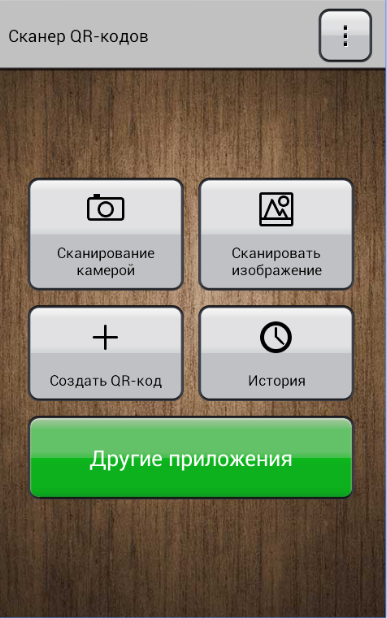 Сканер QR-кодов
Сканирование
камерой
Сканировать
изображение
Создать QR-код
История
Другие приложения